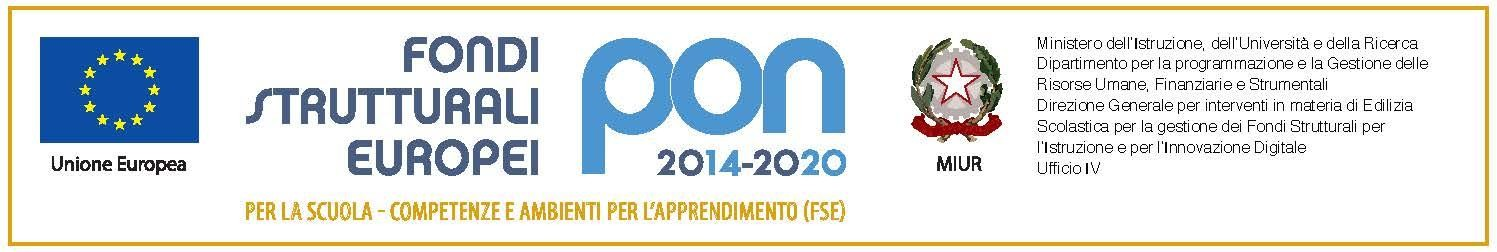 Unione Europea
FONDI
STRUTTURALI
EUROPEI
pon
2014-2020
PER LA SCUOLA - COMPETENZE E AMBIENTI PER L'APPRENDIMENTO (FSE)
MIUR
Ministero dell'Istruzione, dell'Università e della Ricerca
Dipartimento per la programmazione e la Gestione delle
Risorse Umane, Finanziarie e Strumentali
Direzione Generale per interventi in materia di Edilizia
Scolastica per la gestione dei Fondi Strutturali per
l'Istruzione e per l'Innovazione Digitale
Ufficio IV